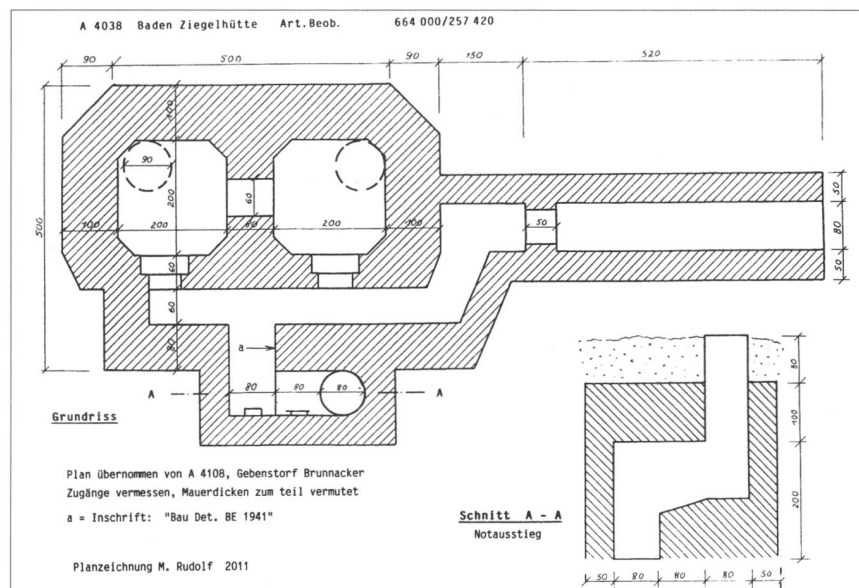 A 4038 Baden Ziegelhütte Art.Beob. 664 000/257 420
90 500 90 150 520
100
90
500
200
60
50
50
80
50
100 200 80 200 100
60
60
80
a
A 80 80 80 A
Grundriss
Plan übernommen von A 4108, Gebenstorf Brunnacker
Zugänge vermessen, Mauerdicken zum teil vermutet
a = Inschrift: "Bau Det. BE 1941"
Planzeichnung M. Rudolf 2011
80
100
200
Schnitt A - A
Notausstieg
50 80 80 80 50